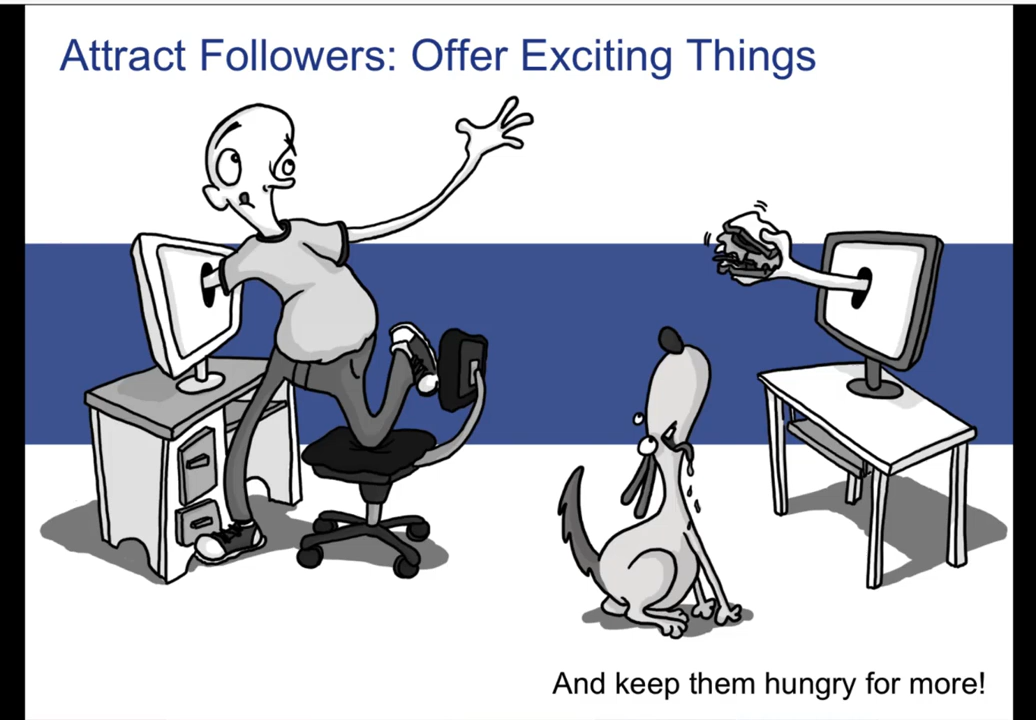 Attract Followers: Offer Exciting Things
And keep them hungry for more!